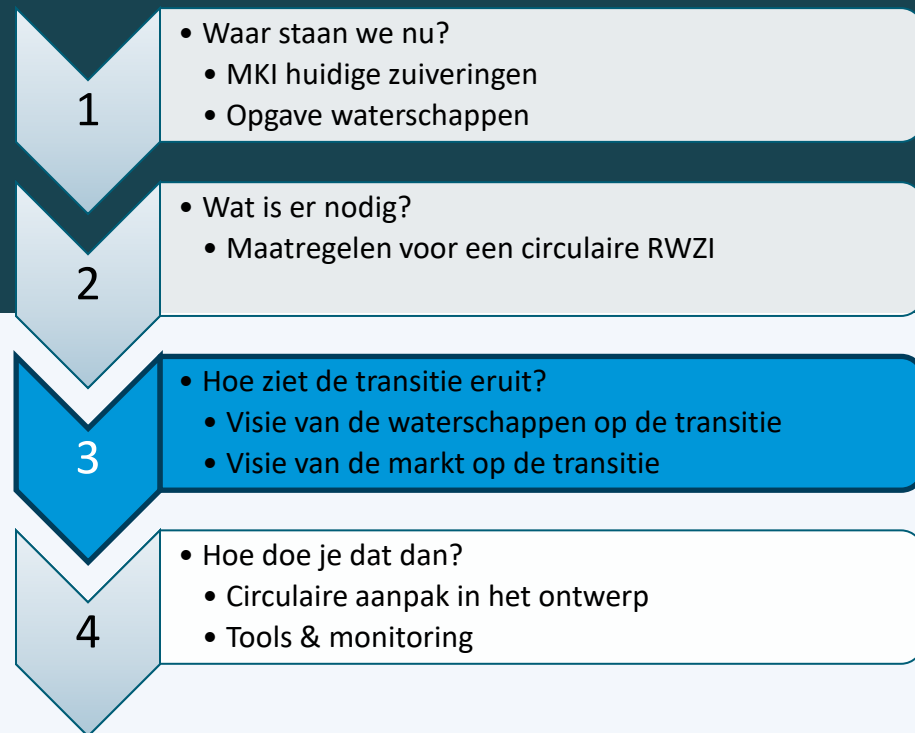 1
• Waar staan we nu?
• MKI huidige zuiveringen
• Opgave waterschappen
2
• Wat is er nodig?
• Maatregelen voor een circulaire RWZI
3
• Hoe ziet de transitie eruit?
• Visie van de waterschappen op de transitie
• Visie van de markt op de transitie
4
• Hoe doe je dat dan?
• Circulaire aanpak in het ontwerp
• Tools & monitoring